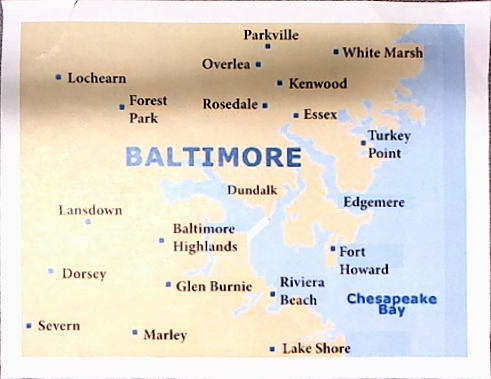 Parkville
White Marsh
Overlea
Lochearn
Kenwood
Forest
Park
Rosedale
Essex
Turkey
Point
BALTIMORE
Dundalk
Edgemere
Lansdown
Baltimore
Highlands
Fort
Howard
Dorsey
Glen Burnie
Riviera
Beach
Chesapeake
Bay
Severn
Marley
Lake Shore